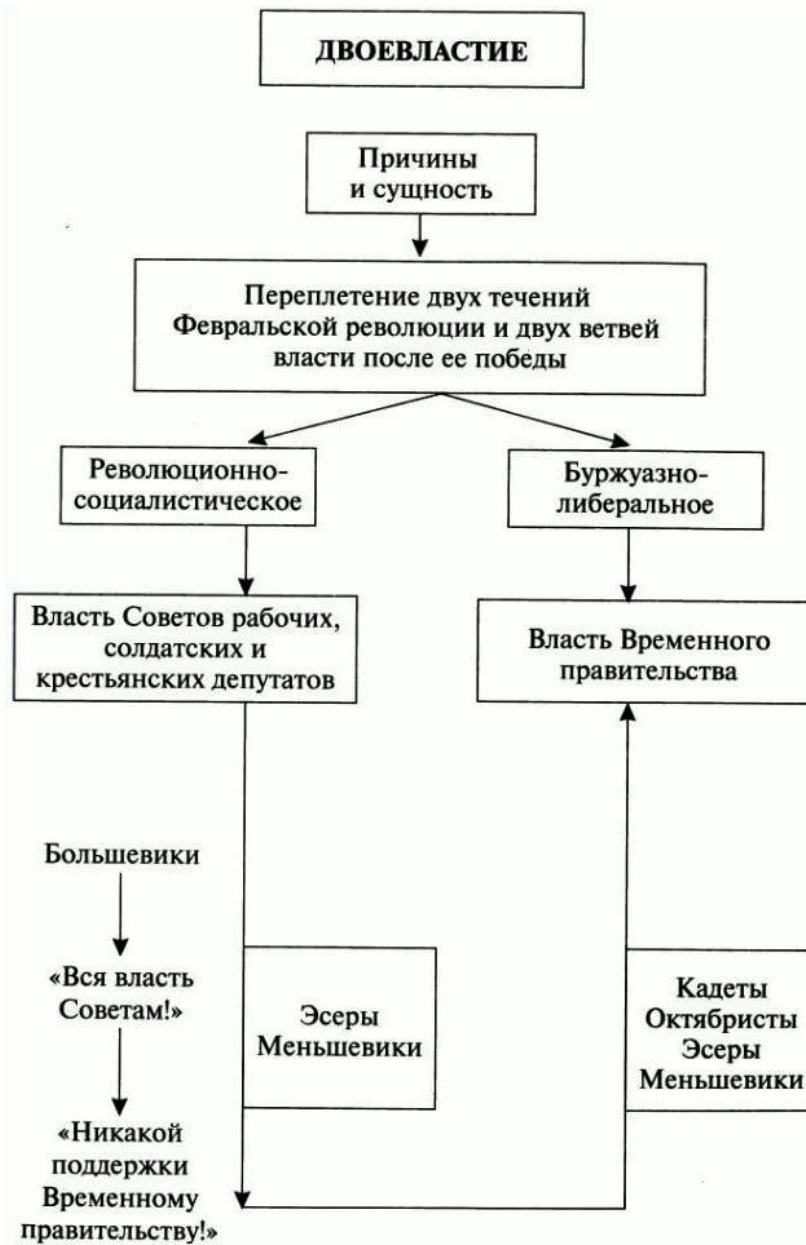 ДВОЕВЛАСТИЕ
Причины
и сущность
Переплетение двух течений
Февральской революции и двух ветвей
власти после ее победы
Революционно-
социалистическое
Буржуазно-
либеральное
Власть Советов рабочих,
солдатских и
крестьянских депутатов
Власть Временного
правительства
Большевики
«Вся власть
Советам!»
«Никакой
поддержки
Временному
правительству!»
Эсеры
Меньшевики
Кадеты
Октябристы
Эсеры
Меньшевики